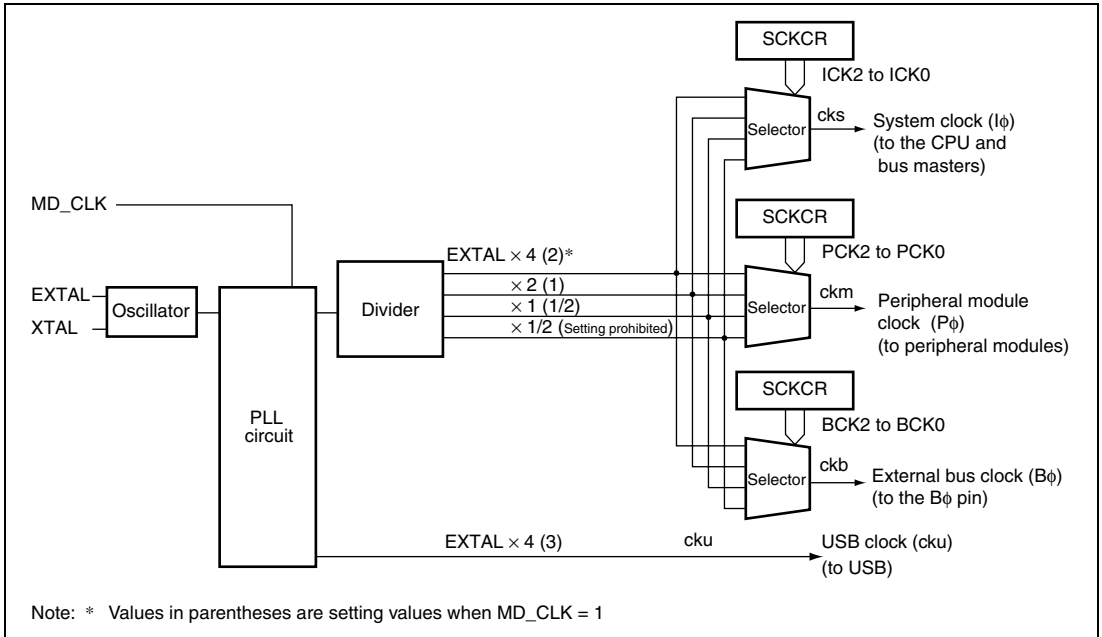 SCKCR
ICK2 to ICK0
Selector
cks
System clock (Iϕ)
(to the CPU and
bus masters)
MD_CLK
EXTAL
XTAL
Oscillator
PLL
circuit
Divider
EXTAL × 4 (2)*
× 2 (1)
× 1 (1/2)
× 1/2 (Setting prohibited)
SCKCR
PCK2 to PCK0
Selector
ckm
Peripheral module
clock (Pϕ)
(to peripheral modules)
SCKCR
BCK2 to BCK0
Selector
ckb
External bus clock (Bϕ)
(to the Bϕ pin)
EXTAL × 4 (3)
cku
USB clock (cku)
(to USB)
Note: * Values in parentheses are setting values when MD_CLK = 1